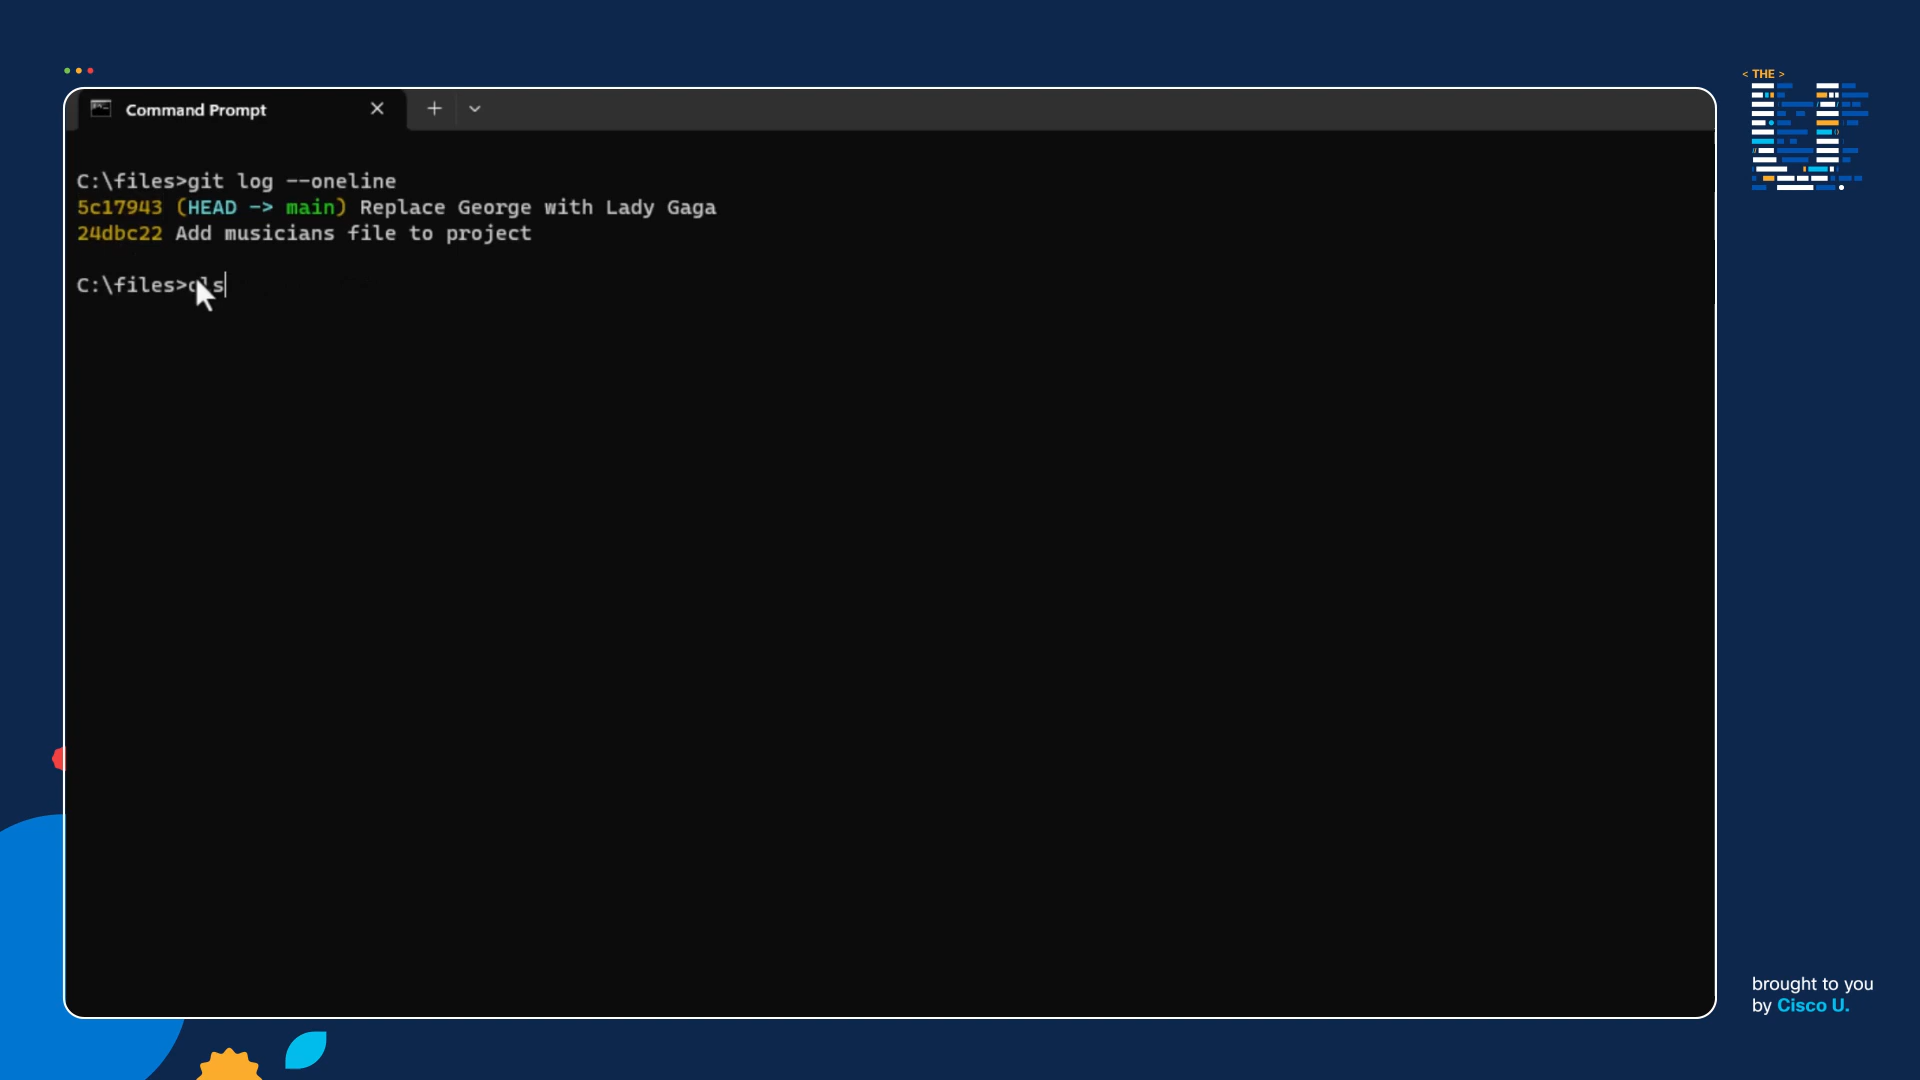 < THE >
Command Prompt
C:\files>git log --oneline
5c17943 (HEAD -> main) Replace George with Lady Gaga
24dbc22 Add musicians file to project
C:\files>cls
brought to you
by Cisco U.